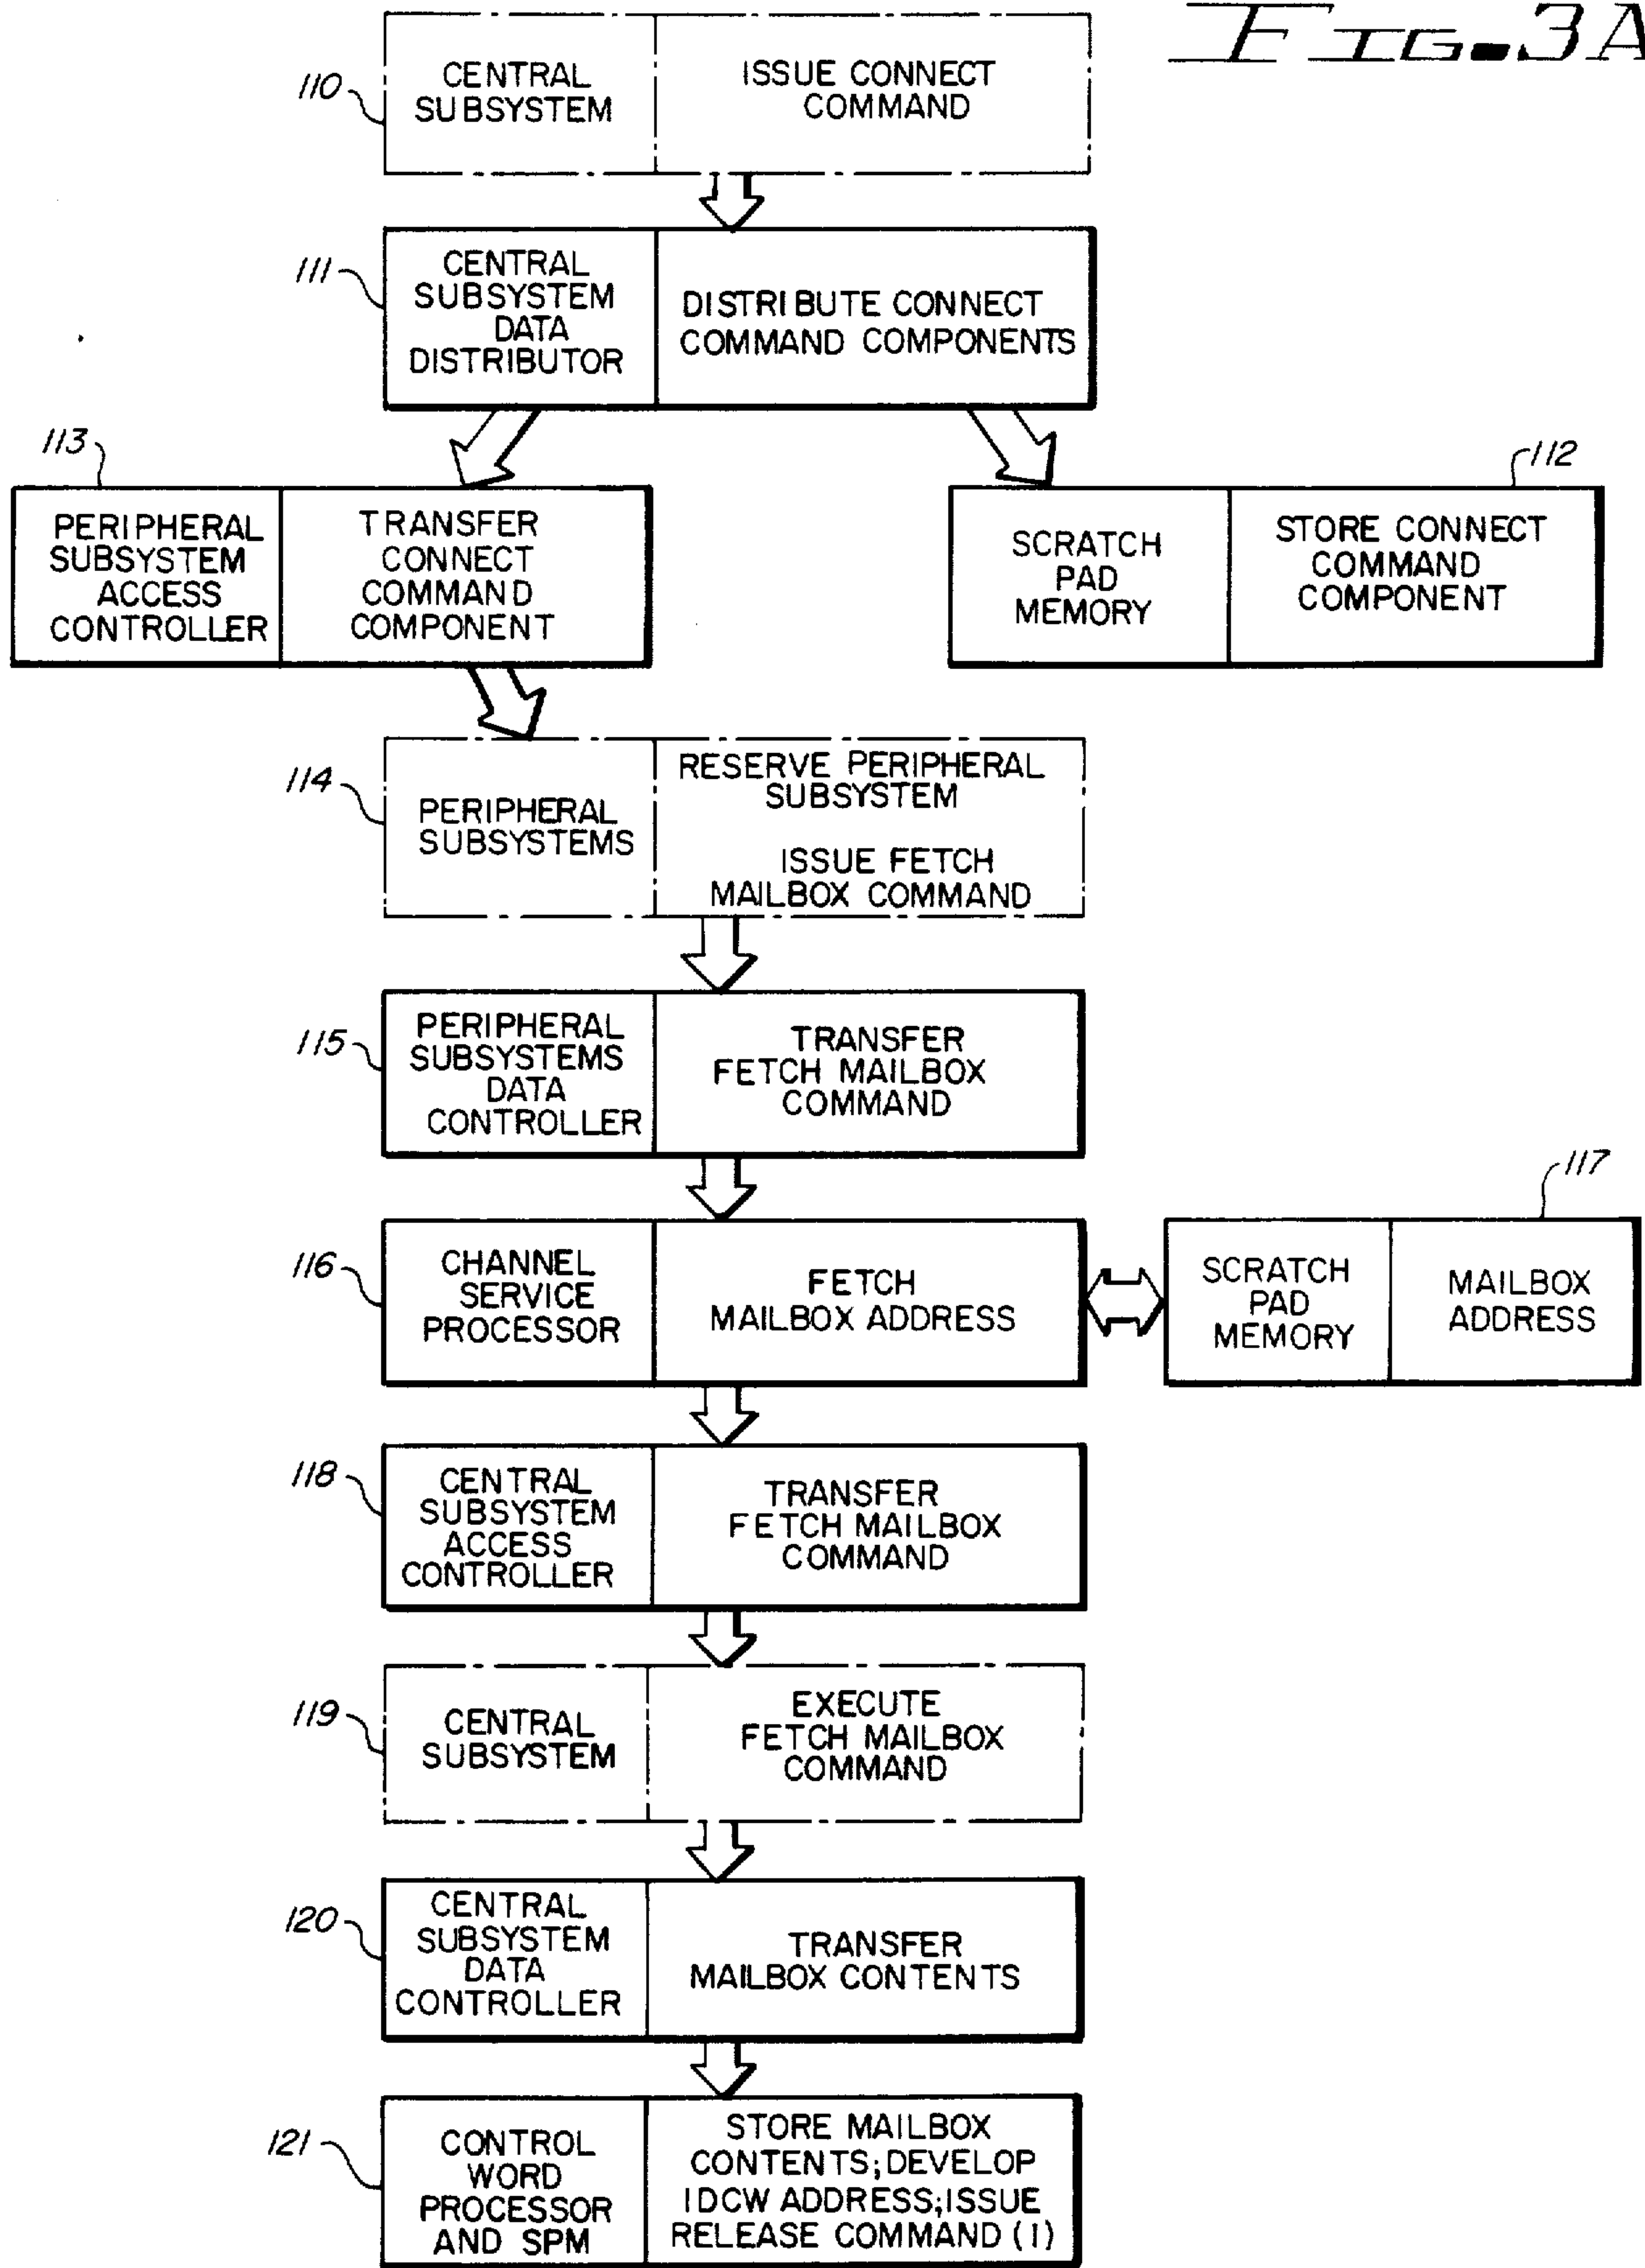 FIG. 3A
110
CENTRAL
SUBSYSTEM
ISSUE CONNECT
COMMAND
111
CENTRAL
SUBSYSTEM
DATA
DISTRIBUTOR
DISTRIBUTE CONNECT
COMMAND COMPONENTS
113
PERIPHERAL
SUBSYSTEM
ACCESS
CONTROLLER
TRANSFER
CONNECT
COMMAND
COMPONENT
112
SCRATCH
PAD
MEMORY
STORE CONNECT
COMMAND
COMPONENT
114
PERIPHERAL
SUBSYSTEMS
RESERVE PERIPHERAL
SUBSYSTEM
ISSUE FETCH
MAILBOX COMMAND
115
PERIPHERAL
SUBSYSTEMS
DATA
CONTROLLER
TRANSFER
FETCH MAILBOX
COMMAND
116
CHANNEL
SERVICE
PROCESSOR
FETCH
MAILBOX ADDRESS
117
SCRATCH
PAD
MEMORY
MAILBOX
ADDRESS
118
CENTRAL
SUBSYSTEM
ACCESS
CONTROLLER
TRANSFER
FETCH MAILBOX
COMMAND
119
CENTRAL
SUBSYSTEM
EXECUTE
FETCH MAILBOX
COMMAND
120
CENTRAL
SUBSYSTEM
DATA
CONTROLLER
TRANSFER
MAILBOX CONTENTS
121
CONTROL
WORD
PROCESSOR
AND SPM
STORE MAILBOX
CONTENTS;DEVELOP
IDCW ADDRESS;ISSUE
RELEASE COMMAND (1)